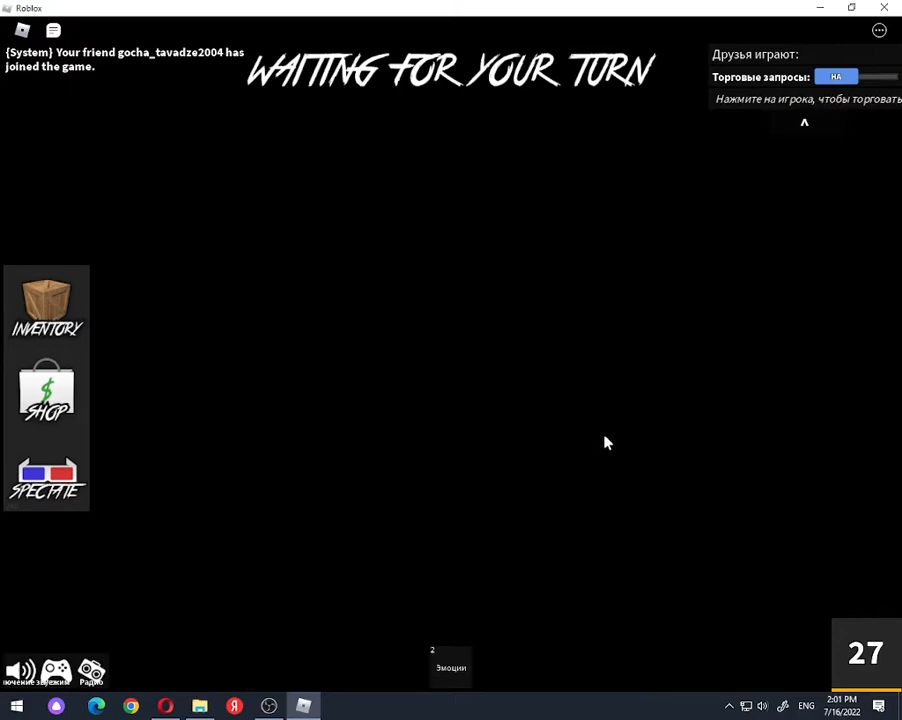 Roblox
{System} Your friend gocha_tavadze2004 has
joined the game.
WAITING FOR YOUR TURN
Друзья играют:
Торговые запросы: НА
Нажмите на игрока, чтобы торговать
^
INVENTORY
$
SHOP
SPECTATE
2
Эмоции
27
Радио
ENG
2:01 PM
7/16/2022